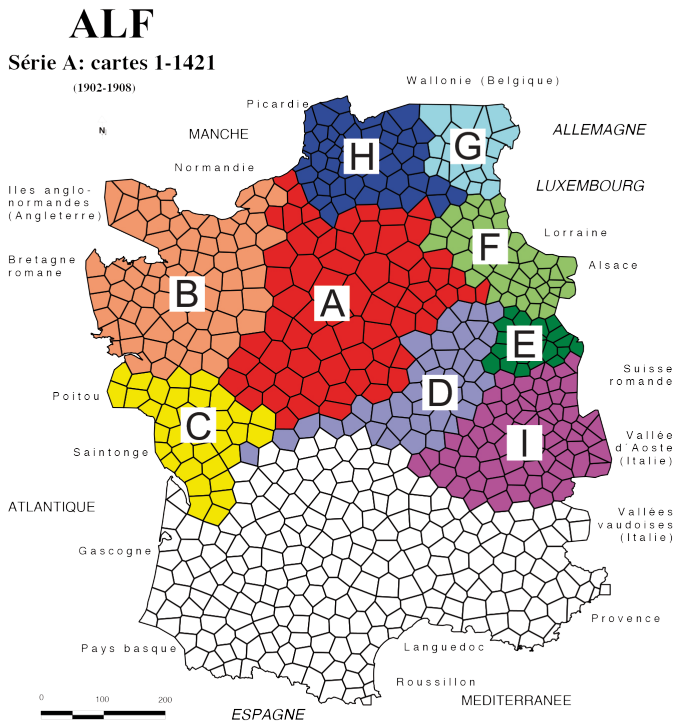 ALF
Série A: cartes 1-1421
(1902-1908)
Wallonie (Belgique)
Picardie
N
MANCHE
ALLEMAGNE
H
G
Normandie
LUXEMBOURG
Iles anglo-
normandes
(Angleterre)
Lorraine
F
Bretagne
romane
Alsace
B
A
E
Suisse
romande
D
Poitou
C
Vallée
d'Aoste
(Italie)
I
Saintonge
ATLANTIQUE
Vallées
vaudoises
(Italie)
Gascogne
Provence
Pays basque
Languedoc
Roussillon
MEDITERRANEE
0 100 200
ESPAGNE